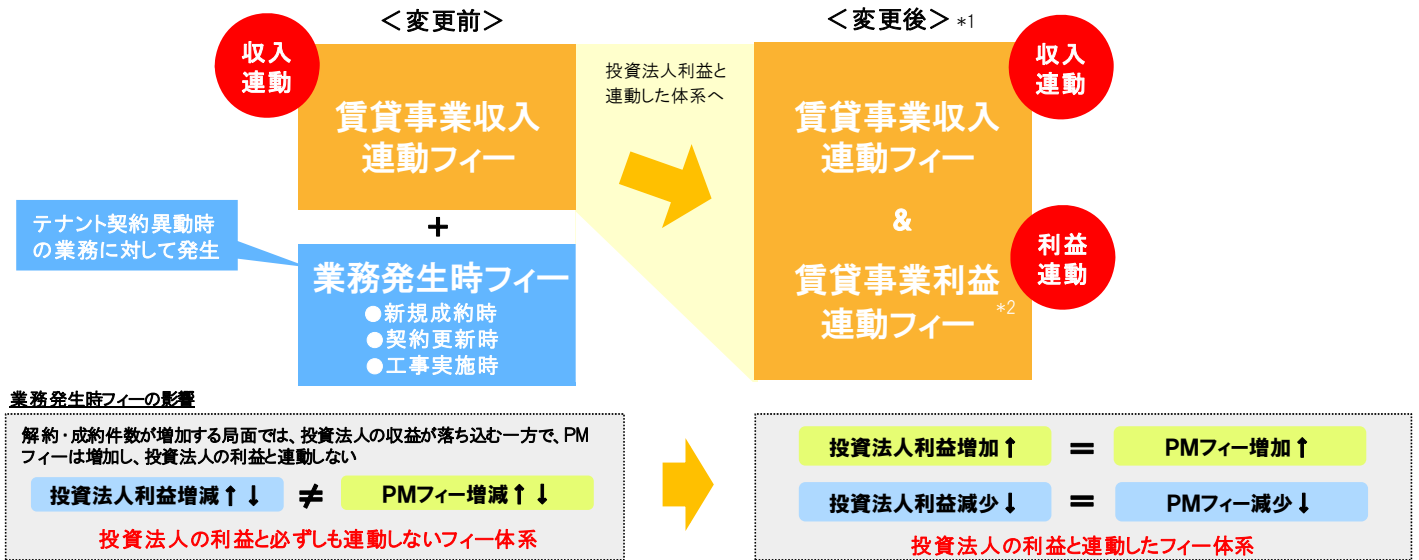 ＜変更前＞
収入
連動
賃貸事業収入
連動フィー
＋
テナント契約異動時
の業務に対して発生
業務発生時フィー
●新規成約時
●契約更新時
●工事実施時
投資法人利益と
連動した体系へ
＜変更後＞ *1
収入
連動
賃貸事業収入
連動フィー
&
賃貸事業利益
連動フィー *2
利益
連動
業務発生時フィーの影響
解約・成約件数が増加する局面では、投資法人の収益が落ち込む一方で、PM
フィーは増加し、投資法人の利益と連動しない
投資法人利益増減↑↓ ≠ PMフィー増減↑↓
投資法人の利益と必ずしも連動しないフィー体系
投資法人利益増加↑ ＝ PMフィー増加↑
投資法人利益減少↓ ＝ PMフィー減少↓
投資法人の利益と連動したフィー体系